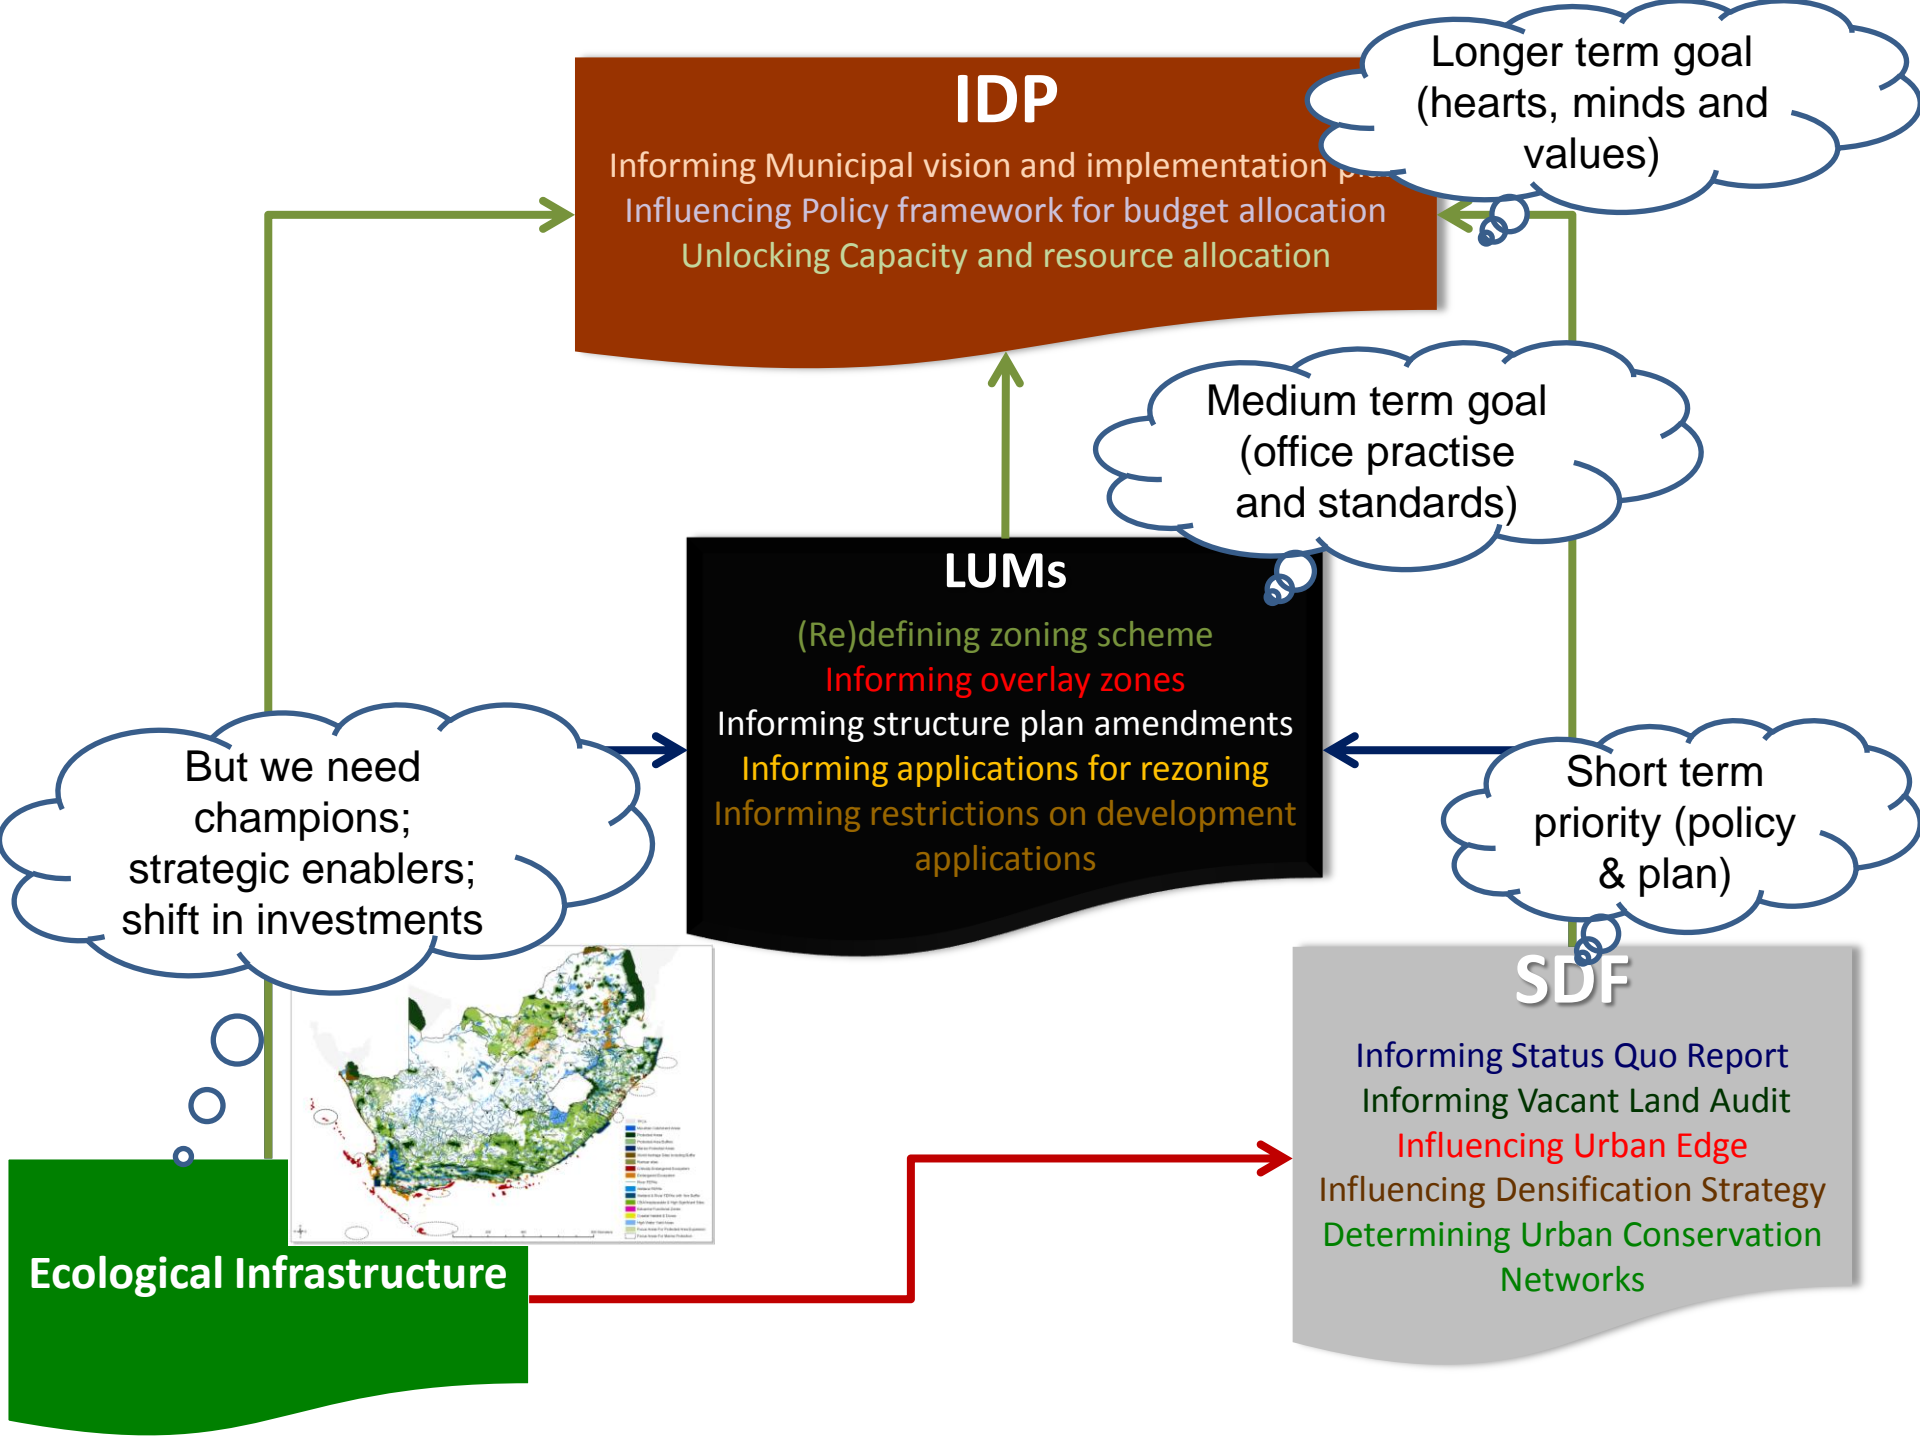 IDP
Informing Municipal vision and implementation
Influencing Policy framework for budget allocation
Unlocking Capacity and resource allocation
Longer term goal
(hearts, minds and
values)
Medium term goal
(office practise
and standards)
LUMs
(Re)defining zoning scheme
Informing overlay zones
Informing structure plan amendments
Informing applications for rezoning
Informing restrictions on development
applications
But we need
champions;
strategic enablers;
shift in investments
Short term
priority (policy
& plan)
SDF
Informing Status Quo Report
Informing Vacant Land Audit
Influencing Urban Edge
Influencing Densification Strategy
Determining Urban Conservation
Networks
Ecological Infrastructure